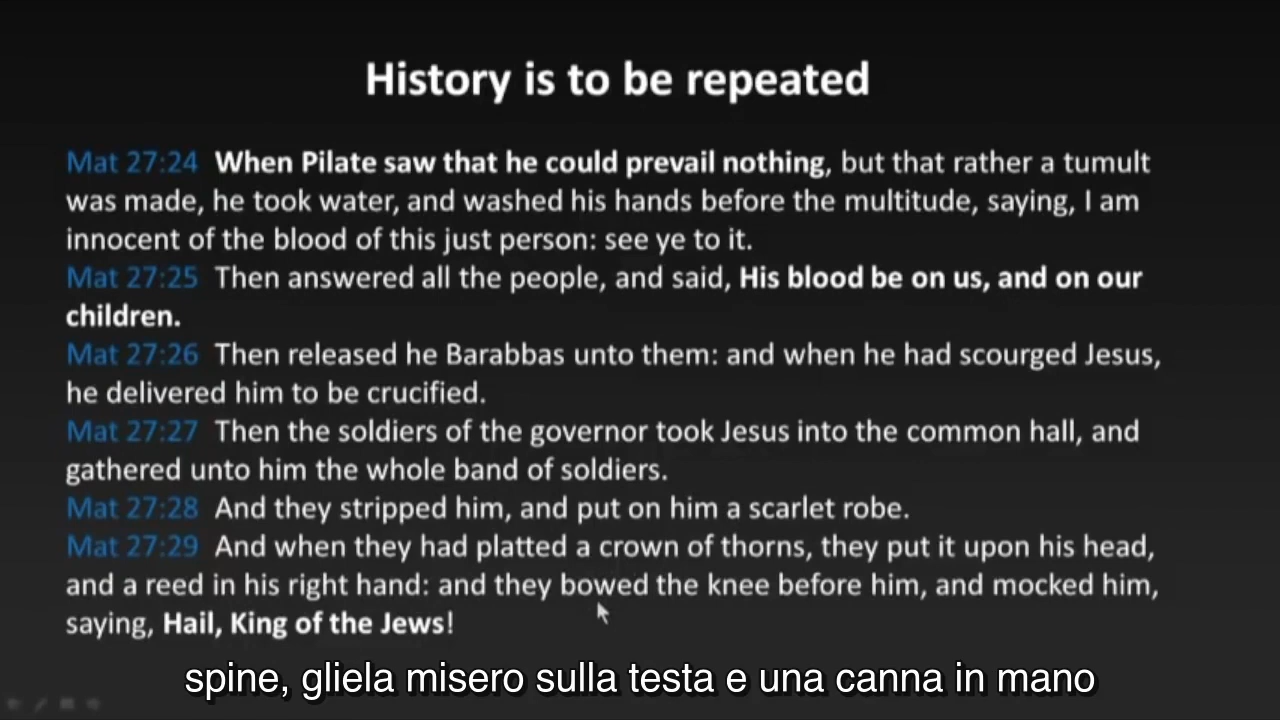 History is to be repeated
Mat 27:24 When Pilate saw that he could prevail nothing, but that rather a tumult
was made, he took water, and washed his hands before the multitude, saying, I am
innocent of the blood of this just person: see ye to it.
Mat 27:25 Then answered all the people, and said, His blood be on us, and on our
children.
Mat 27:26 Then released he Barabbas unto them: and when he had scourged Jesus,
he delivered him to be crucified.
Mat 27:27 Then the soldiers of the governor took Jesus into the common hall, and
gathered unto him the whole band of soldiers.
Mat 27:28 And they stripped him, and put on him a scarlet robe.
Mat 27:29 And when they had platted a crown of thorns, they put it upon his head,
and a reed in his right hand: and they bowed the knee before him, and mocked him,
saying, Hail, King of the Jews!
spine, gliela misero sulla testa e una canna in mano